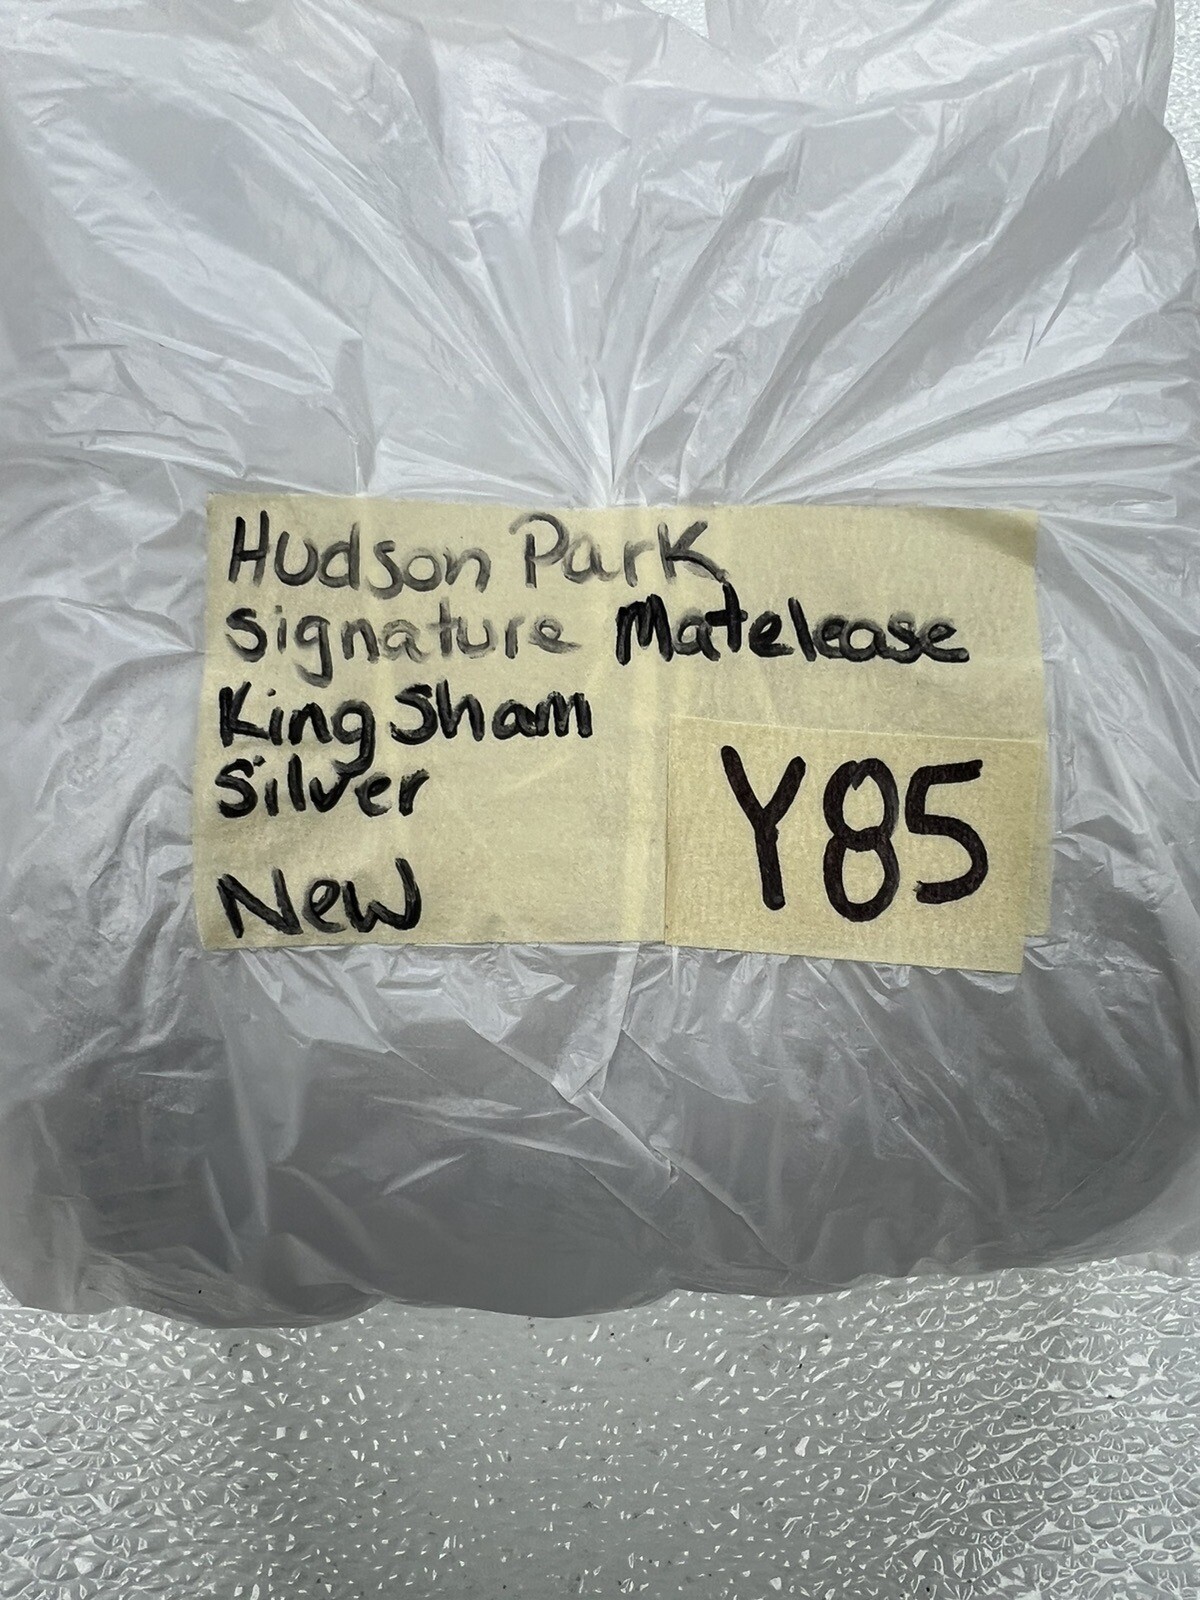 Hudson Park
signature Matelease
King Sham
Silver
New
Y85